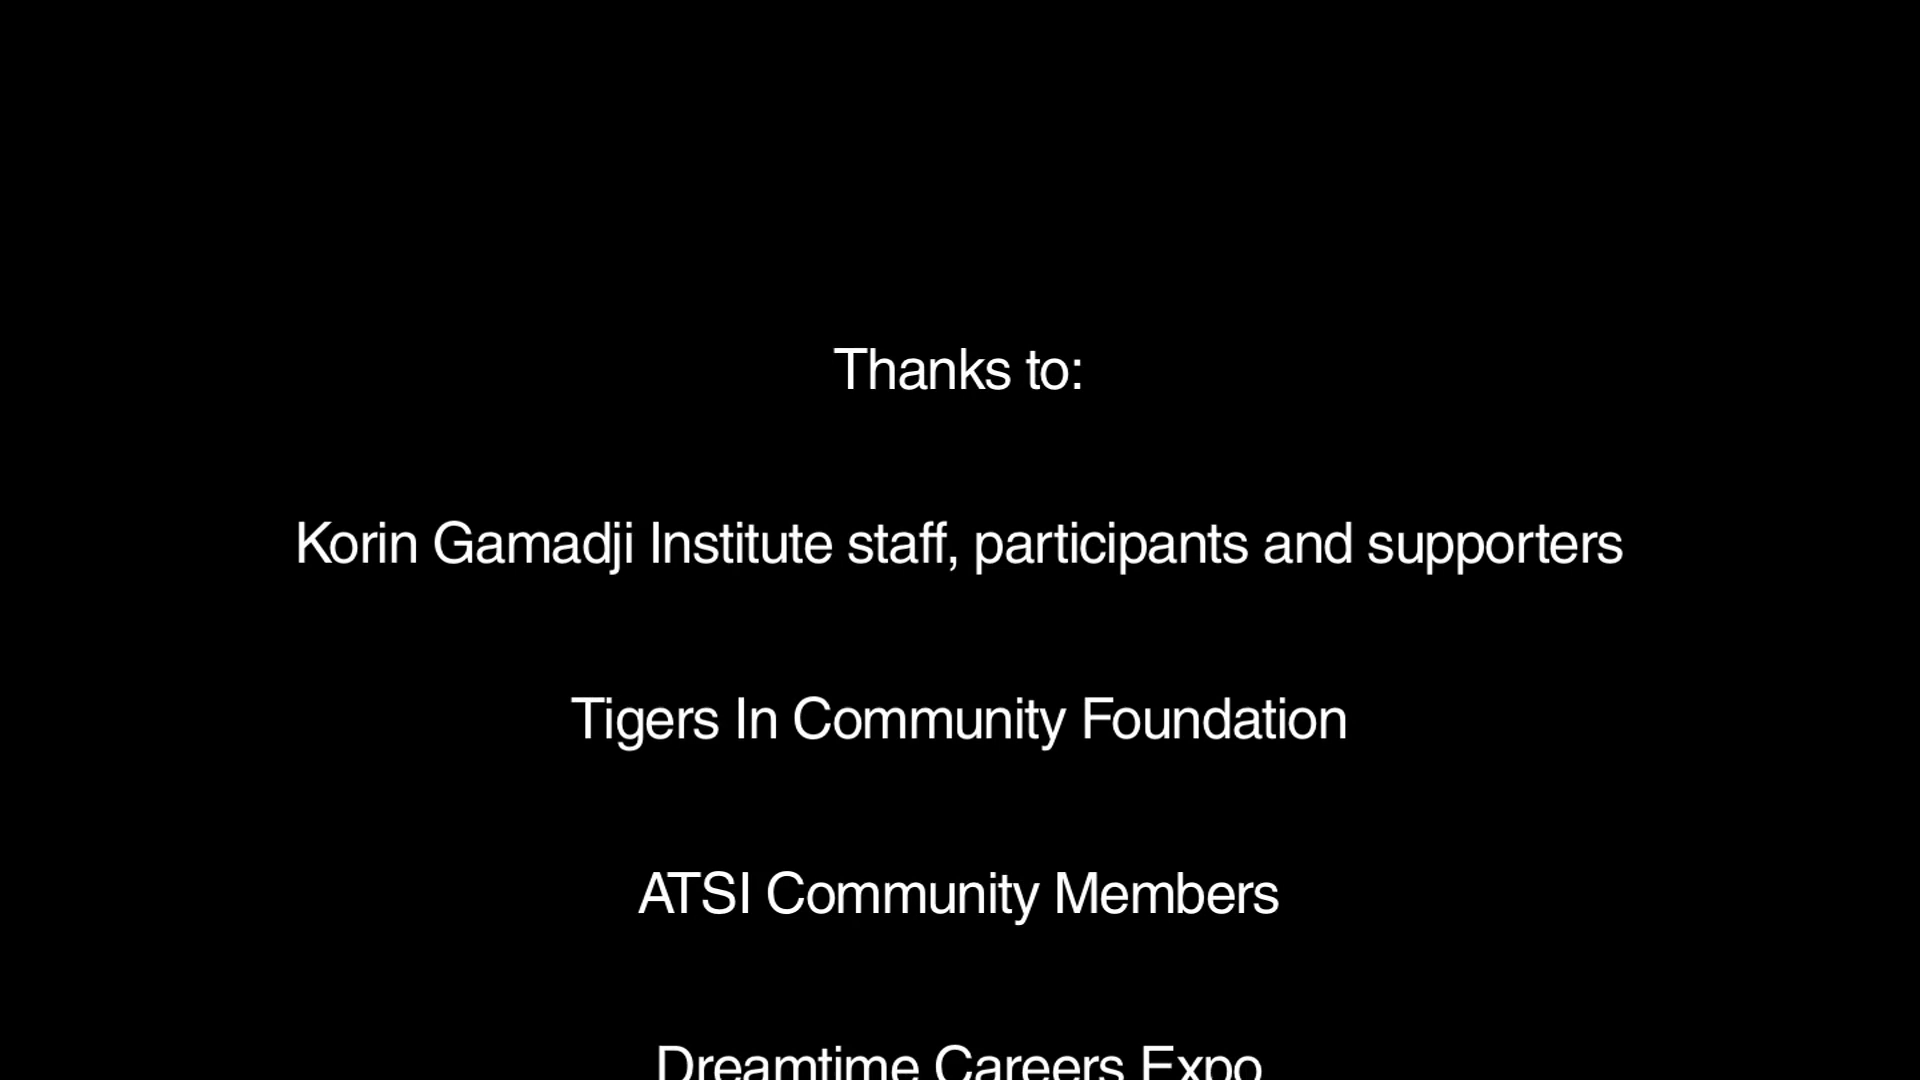 Thanks to:
Korin Gamadji Institute staff, participants and supporters
Tigers In Community Foundation
ATSI Community Members
Dreamtime Careers Expo